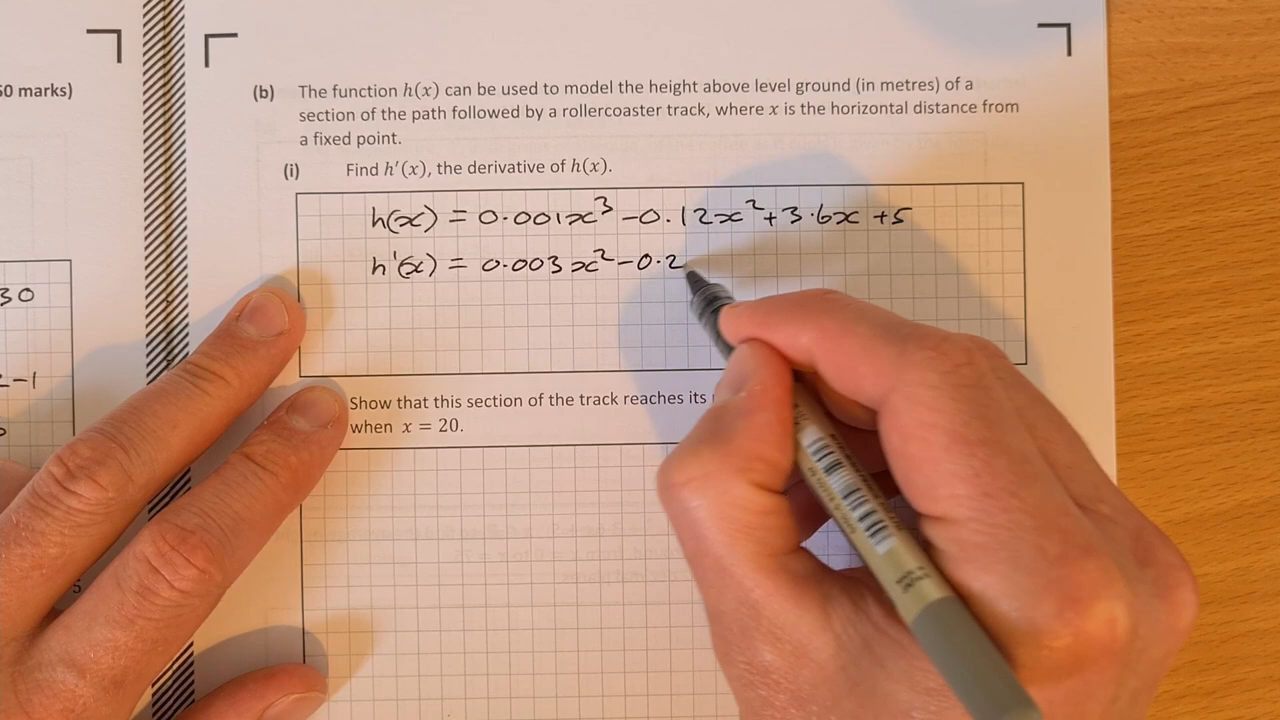 50 marks)
(b) The function h(x) can be used to model the height above level ground (in metres) of a
section of the path followed by a rollercoaster track, where x is the horizontal distance from
a fixed point.
(i) Find h′(x), the derivative of h(x).
h(x) = 0.001x³ - 0.12x² + 3.6x + 5
h'(x) = 0.003x² - 0.2
30
-1
Show that this section of the track reaches its
when x = 20.
5